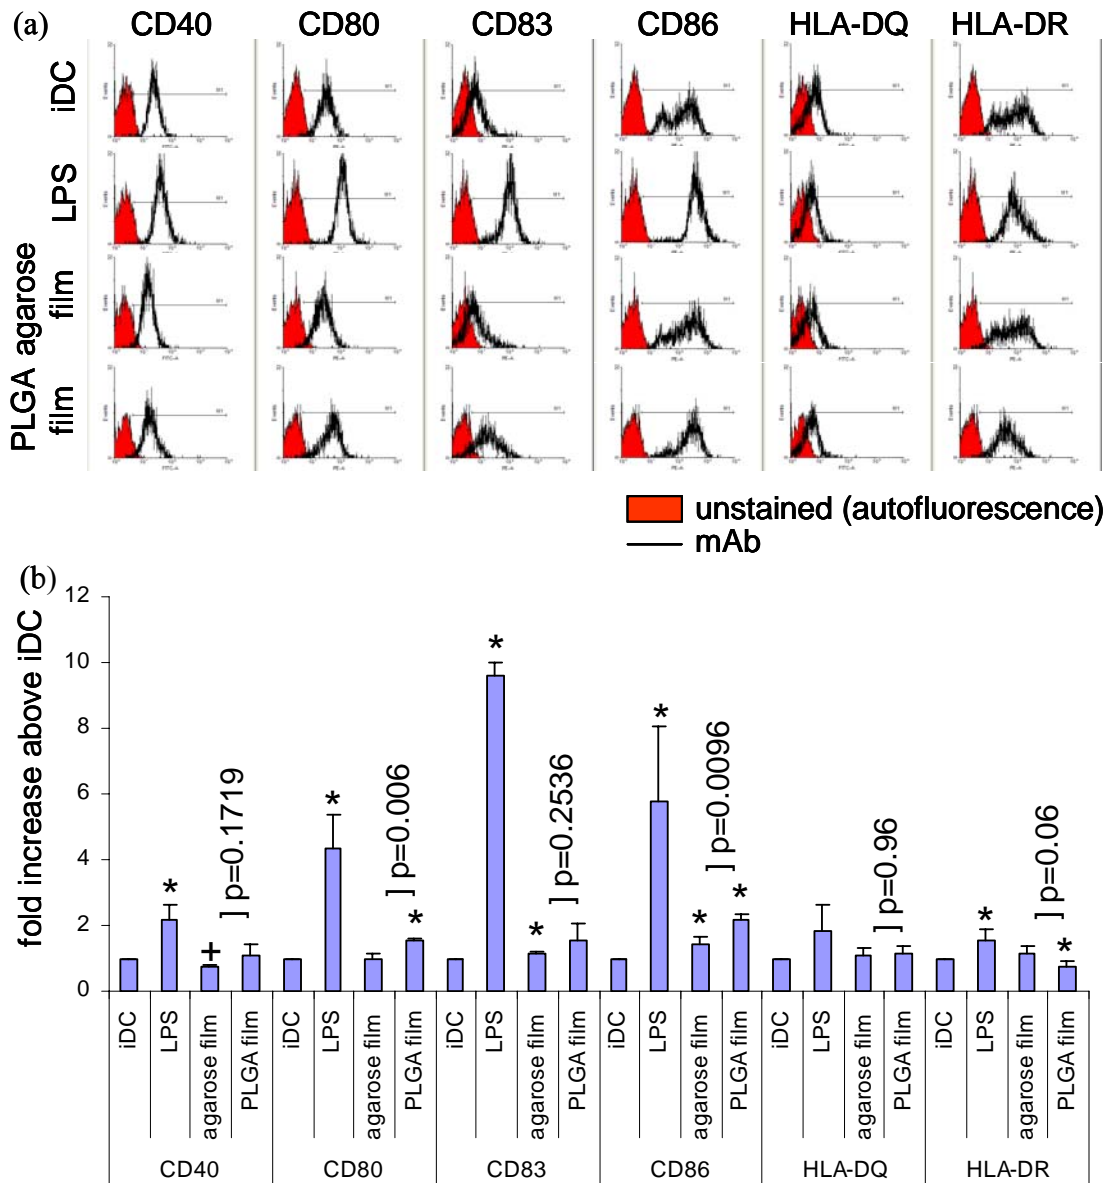 (a) CD40 CD80 CD83 CD86 HLA-DQ HLA-DR
iDC
LPS
agarose film
PLGA film
unstained (autofluorescence)
mAb
(b)
fold increase above iDC
12
10
8
6
4
2
0
* + ] p=0.1719
* ] p=0.006 *
* * ] p=0.2536
* * ] p=0.0096 *
] p=0.96
* ] p=0.06 *
iDC LPS agarose film PLGA film iDC LPS agarose film PLGA film iDC LPS agarose film PLGA film iDC LPS agarose film PLGA film iDC LPS agarose film PLGA film iDC LPS agarose film PLGA film
CD40 CD80 CD83 CD86 HLA-DQ HLA-DR